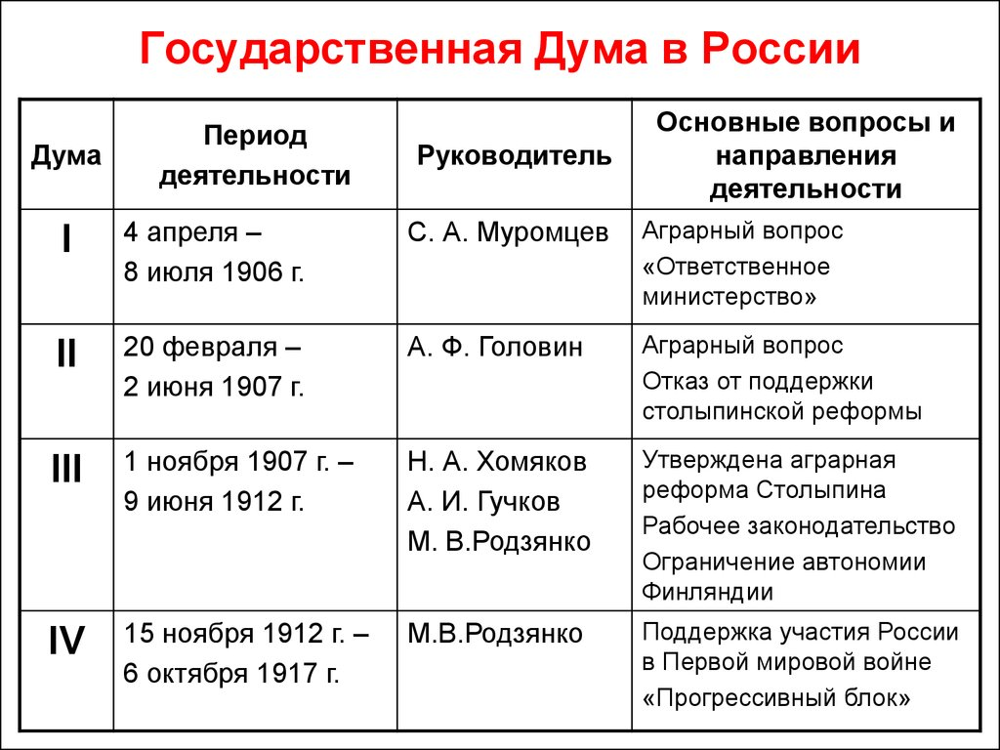 Государственная Дума в России
Дума
Период
деятельности
Руководитель
Основные вопросы и
направления
деятельности
I
4 апреля –
8 июля 1906 г.
С. А. Муромцев
Аграрный вопрос
«Ответственное
министерство»
II
20 февраля –
2 июня 1907 г.
А. Ф. Головин
Аграрный вопрос
Отказ от поддержки
столыпинской реформы
III
1 ноября 1907 г. –
9 июня 1912 г.
Н. А. Хомяков
А. И. Гучков
М. В.Родзянко
Утверждена аграрная
реформа Столыпина
Рабочее законодательство
Ограничение автономии
Финляндии
IV
15 ноября 1912 г. –
6 октября 1917 г.
М.В.Родзянко
Поддержка участия России
в Первой мировой войне
«Прогрессивный блок»